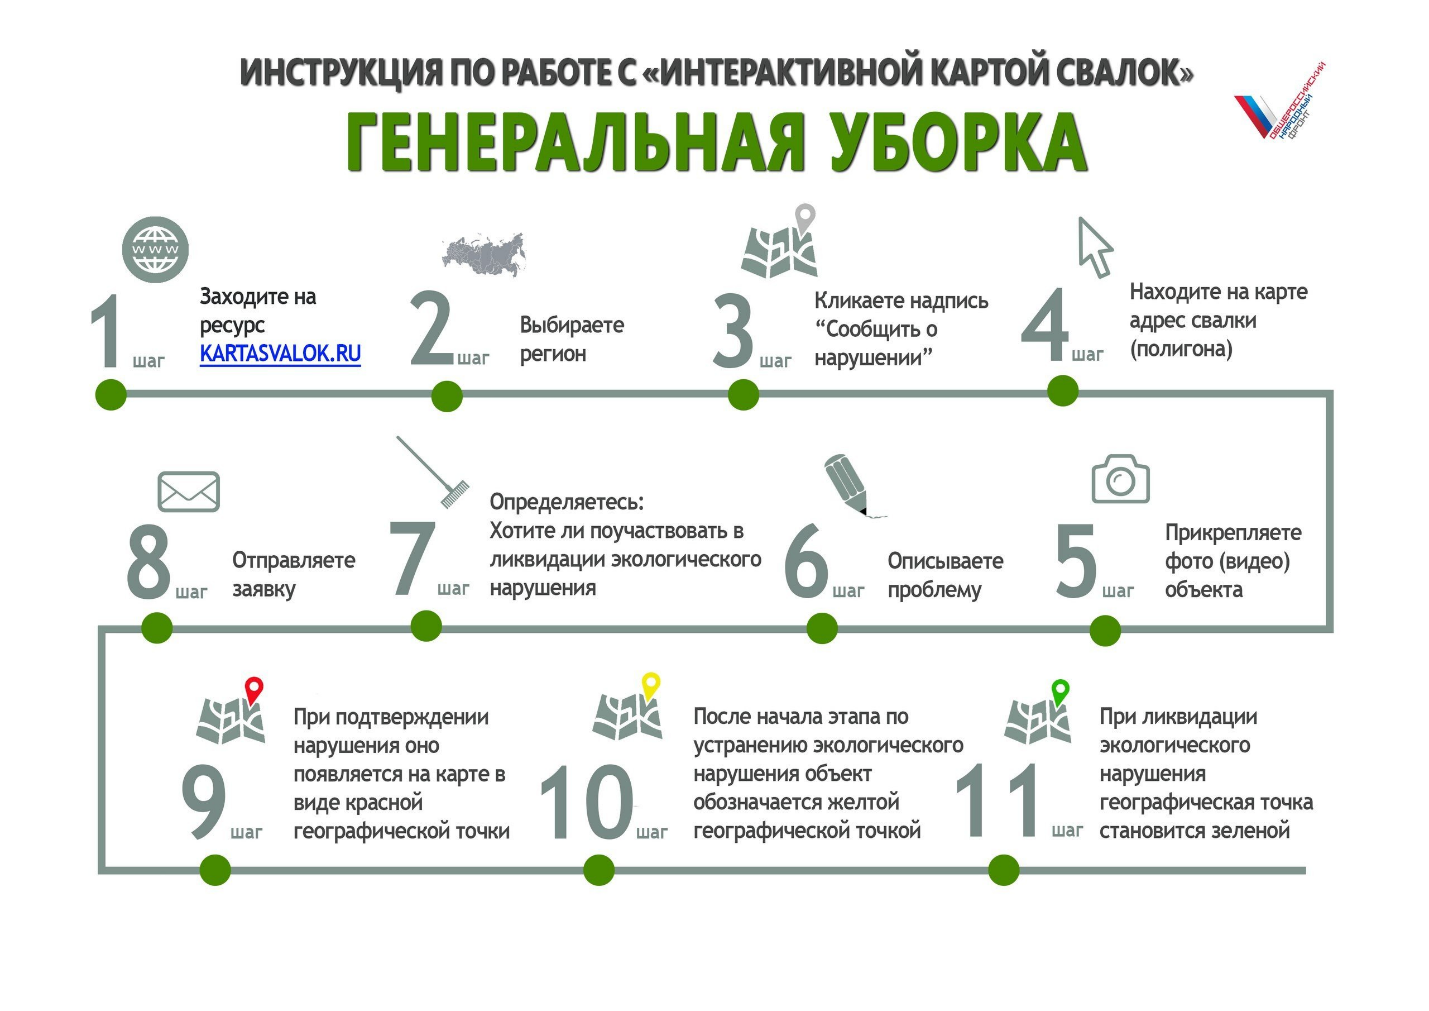 ИНСТРУКЦИЯ ПО РАБОТЕ С «ИНТЕРАКТИВНОЙ КАРТОЙ СВАЛОК»
ГЕНЕРАЛЬНАЯ УБОРКА
ОБЩЕРОССИЙСКИЙ
НАРОДНЫЙ
ФРОНТ
WWW
1 шаг
Заходите на
ресурс
KARTASVALOK.RU
2 шаг
Выбираете
регион
3 шаг
Кликаете надпись
“Сообщить о
нарушении”
4 шаг
Находите на карте
адрес свалки
(полигона)
5 шаг
Прикрепляете
фото (видео)
объекта
6 шаг
Описываете
проблему
7 шаг
Определяетесь:
Хотите ли поучаствовать в
ликвидации экологического
нарушения
8 шаг
Отправляете
заявку
9 шаг
При подтверждении
нарушения оно
появляется на карте в
виде красной
географической точки
10 шаг
После начала этапа по
устранению экологического
нарушения объект
обозначается желтой
географической точкой
11 шаг
При ликвидации
экологического
нарушения
географическая точка
становится зеленой